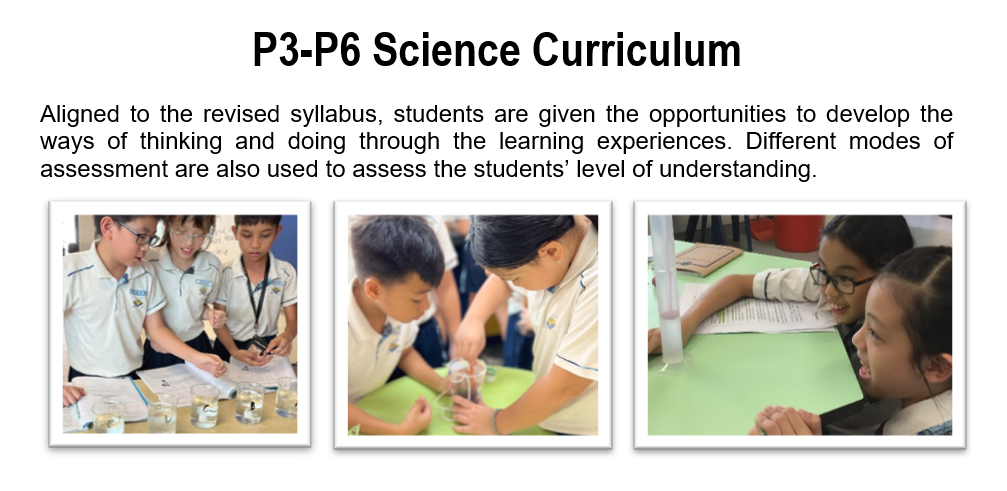 P3-P6 Science Curriculum
Aligned to the revised syllabus, students are given the opportunities to develop the
ways of thinking and doing through the learning experiences. Different modes of
assessment are also used to assess the students’ level of understanding.